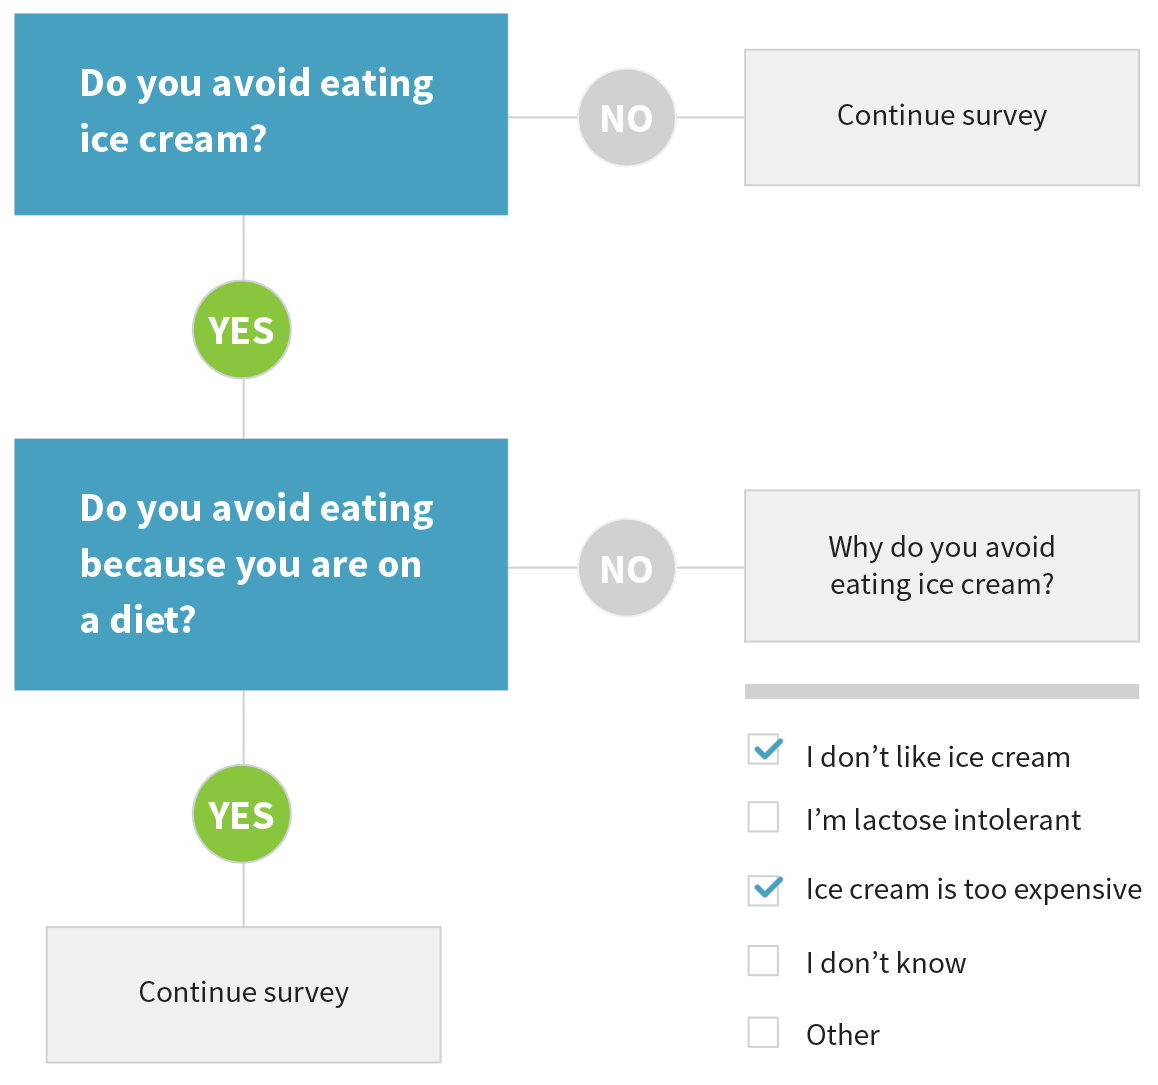 Do you avoid eating
ice cream?
NO
Continue survey
YES
Do you avoid eating
because you are on
a diet?
NO
Why do you avoid
eating ice cream?
I don’t like ice cream
I’m lactose intolerant
Ice cream is too expensive
I don’t know
Other
YES
Continue survey